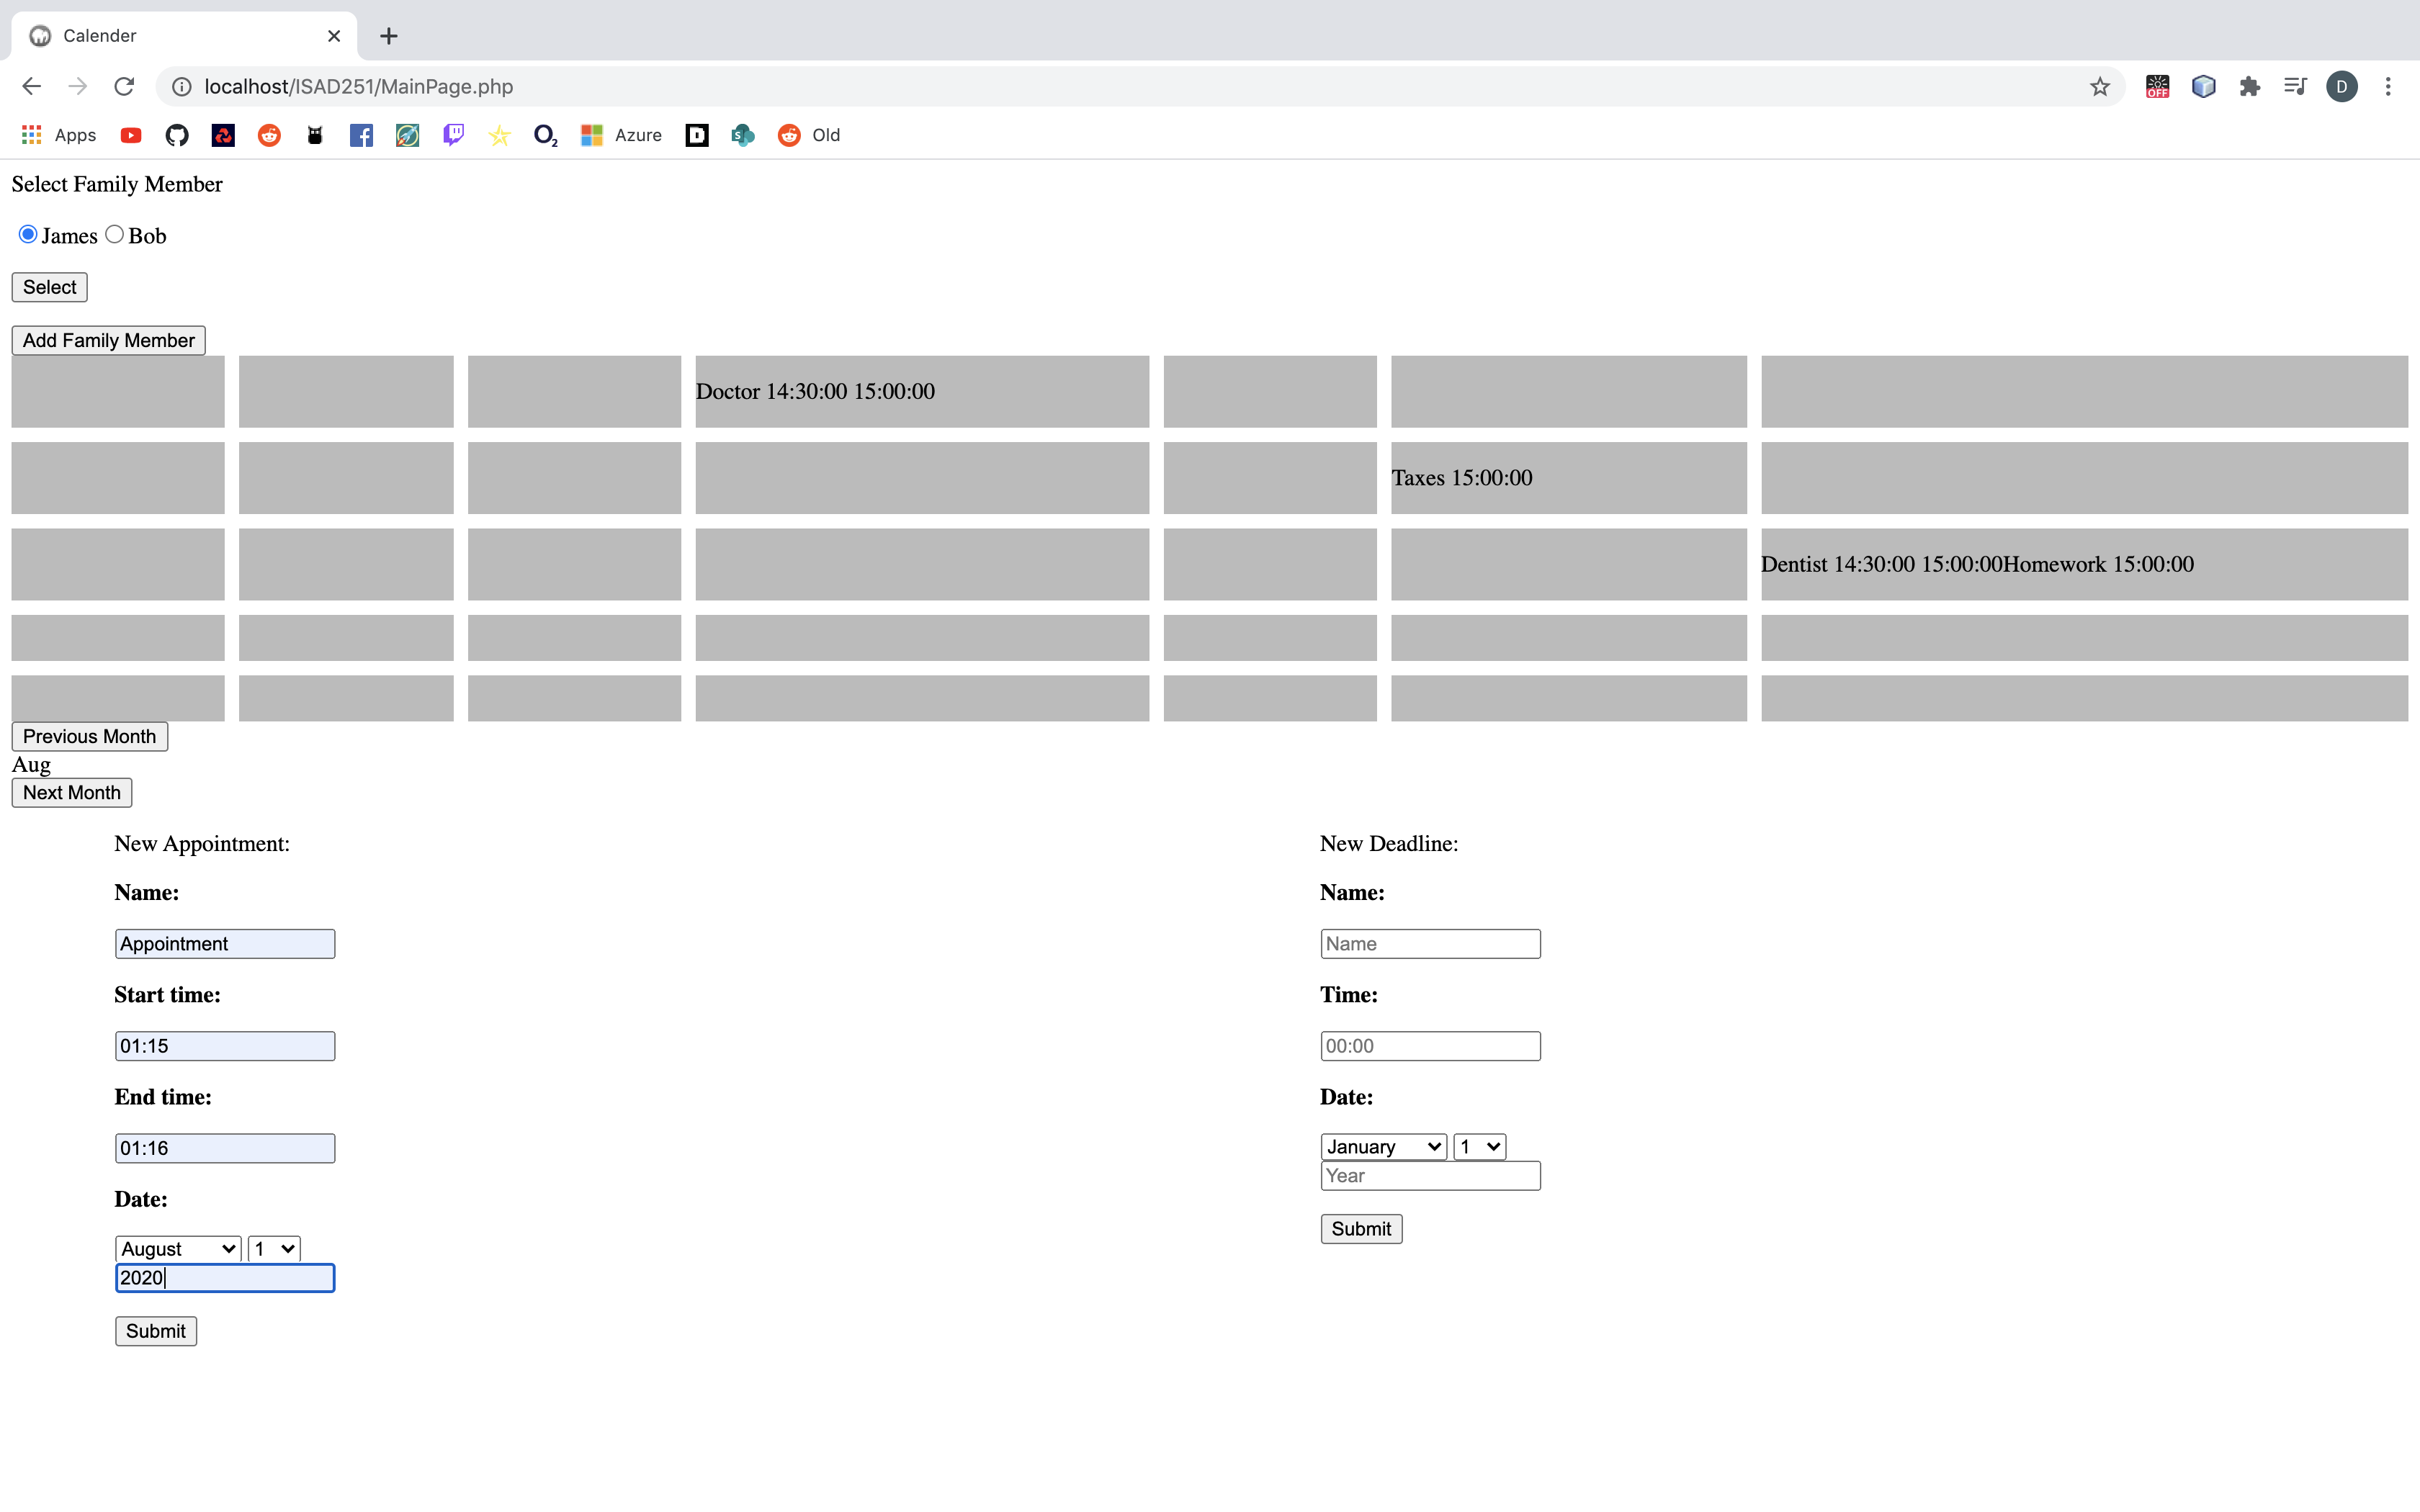 Calender
localhost/ISAD251/MainPage.php
OFF
D
Apps
O2
Azure
D
S
Old
Select Family Member
James Bob
Select
Add Family Member
Doctor 14:30:00 15:00:00
Taxes 15:00:00
Dentist 14:30:00 15:00:00Homework 15:00:00
Previous Month
Aug
Next Month
New Appointment:
Name:
Appointment
Start time:
01:15
End time:
01:16
Date:
August 1
2020
Submit
New Deadline:
Name:
Name
Time:
00:00
Date:
January 1
Year
Submit